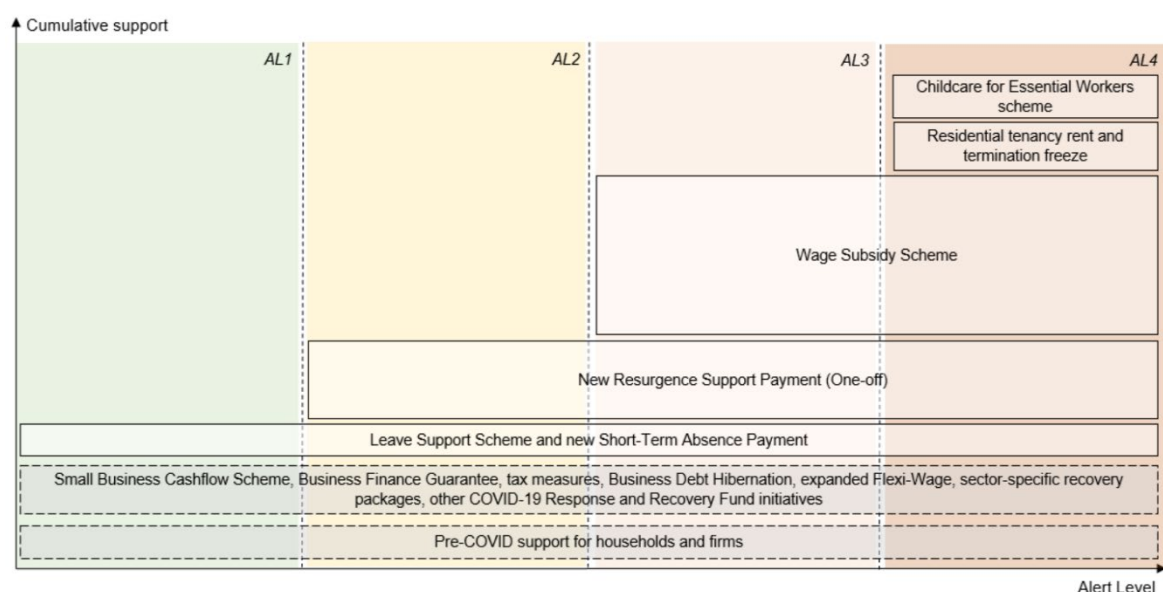 Cumulative support
AL1
AL2
AL3
AL4
Childcare for Essential Workers
scheme
Residential tenancy rent and
termination freeze
Wage Subsidy Scheme
New Resurgence Support Payment (One-off)
Leave Support Scheme and new Short-Term Absence Payment
Small Business Cashflow Scheme, Business Finance Guarantee, tax measures, Business Debt Hibernation, expanded Flexi-Wage, sector-specific recovery
packages, other COVID-19 Response and Recovery Fund initiatives
Pre-COVID support for households and firms
Alert Level